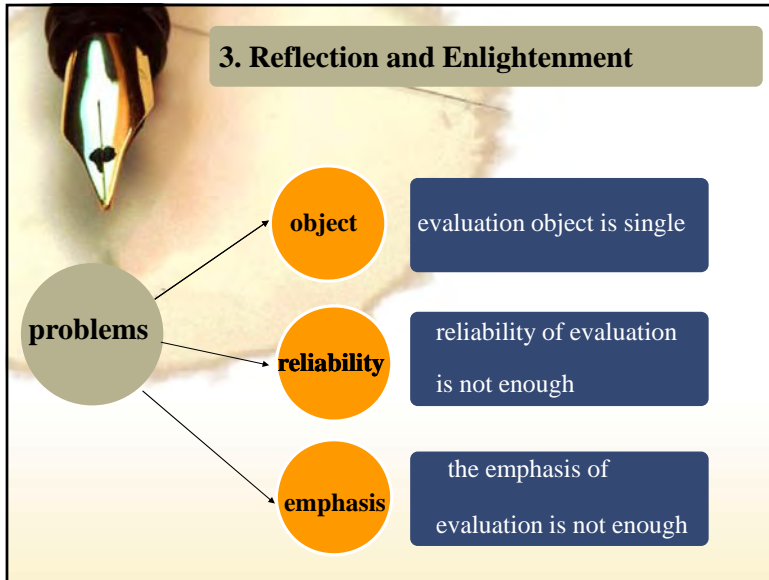 3. Reflection and Enlightenment
object
evaluation object is single
problems
reliability
reliability of evaluation
is not enough
emphasis
the emphasis of
evaluation is not enough